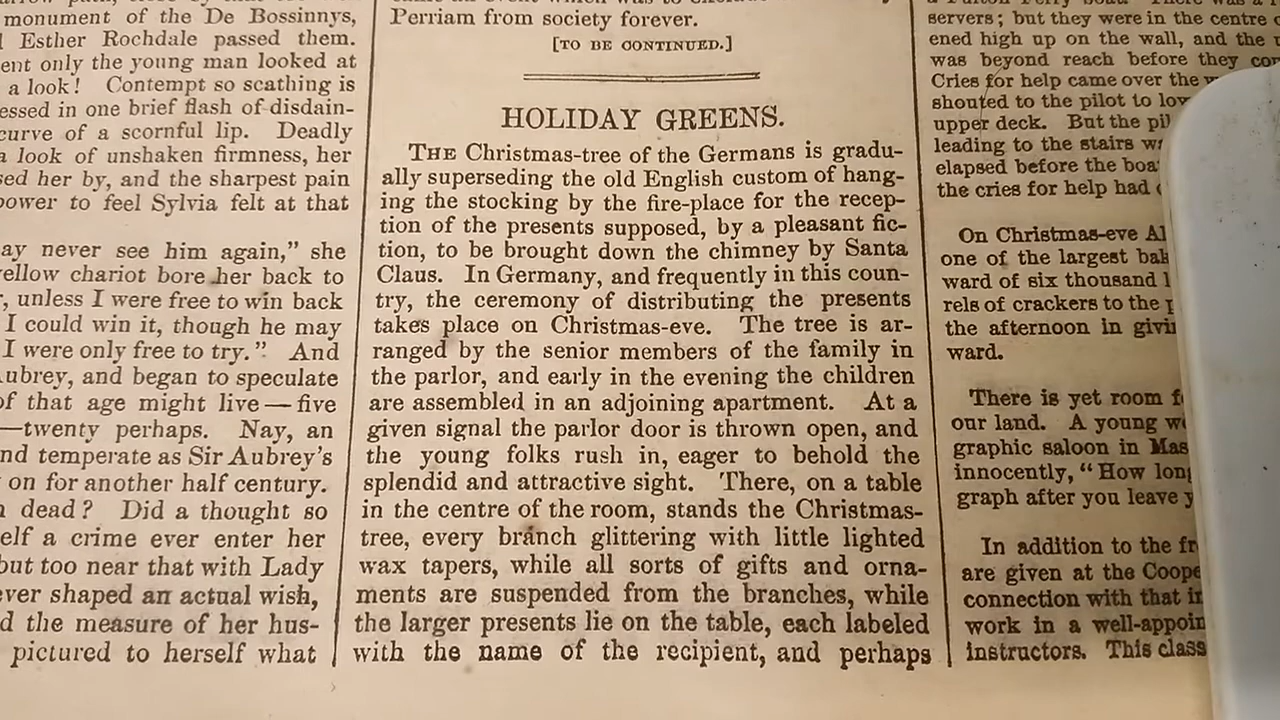 monument of the De Bossinnys,
Esther Rochdale passed them.
ent only the young man looked at
a look! Contempt so scathing is
essed in one brief flash of disdain-
curve of a scornful lip. Deadly
a look of unshaken firmness, her
sed her by, and the sharpest pain
power to feel Sylvia felt at that
ay never see him again," she
ellow chariot bore her back to
, unless I were free to win back
I could win it, though he may
I were only free to try." And
ubrey, and began to speculate
of that age might live—five
—twenty perhaps. Nay, an
nd temperate as Sir Aubrey's
on for another half century.
dead? Did a thought so
elf a crime ever enter her
but too near that with Lady
ever shaped an actual wish,
d the measure of her hus-
pictured to herself what
Perriam from society forever.
[TO BE CONTINUED.]
HOLIDAY GREENS.
THE Christmas-tree of the Germans is gradu-
ally superseding the old English custom of hang-
ing the stocking by the fire-place for the recep-
tion of the presents supposed, by a pleasant fic-
tion, to be brought down the chimney by Santa
Claus. In Germany, and frequently in this coun-
try, the ceremony of distributing the presents
takes place on Christmas-eve. The tree is ar-
ranged by the senior members of the family in
the parlor, and early in the evening the children
are assembled in an adjoining apartment. At a
given signal the parlor door is thrown open, and
the young folks rush in, eager to behold the
splendid and attractive sight. There, on a table
in the centre of the room, stands the Christmas-
tree, every branch glittering with little lighted
wax tapers, while all sorts of gifts and orna-
ments are suspended from the branches, while
the larger presents lie on the table, each labeled
with the name of the recipient, and perhaps
servers; but they were in the centre
ened high up on the wall, and the
was beyond reach before they
Cries for help came over the
shouted to the pilot to
upper deck. But the
leading to the stairs
elapsed before the
the cries for help had
On Christmas-eve
one of the largest
ward of six thousand
rels of crackers to the
the afternoon in
ward.
There is yet room
our land. A young
graphic saloon in
innocently, "How
graph after you leave
In addition to the
are given at the
connection with that
work in a
instructors. This class